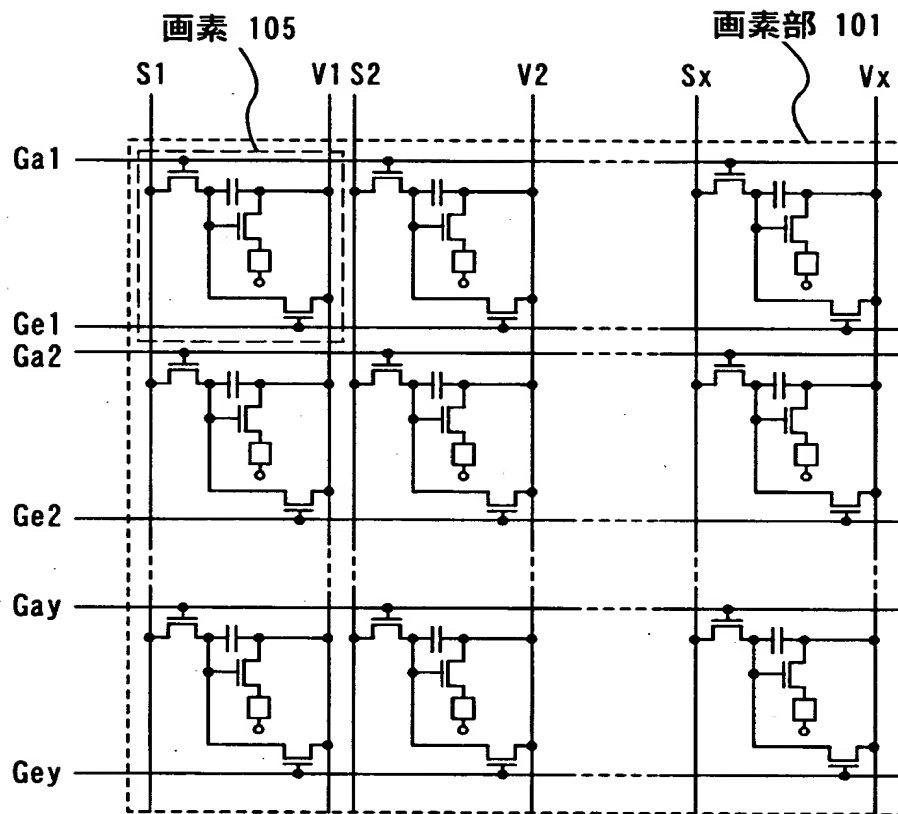 画素 105
画素部 101
S1 V1 S2 V2 Sx Vx
Ga1
Ge1
Ga2
Ge2
Gay
Gey